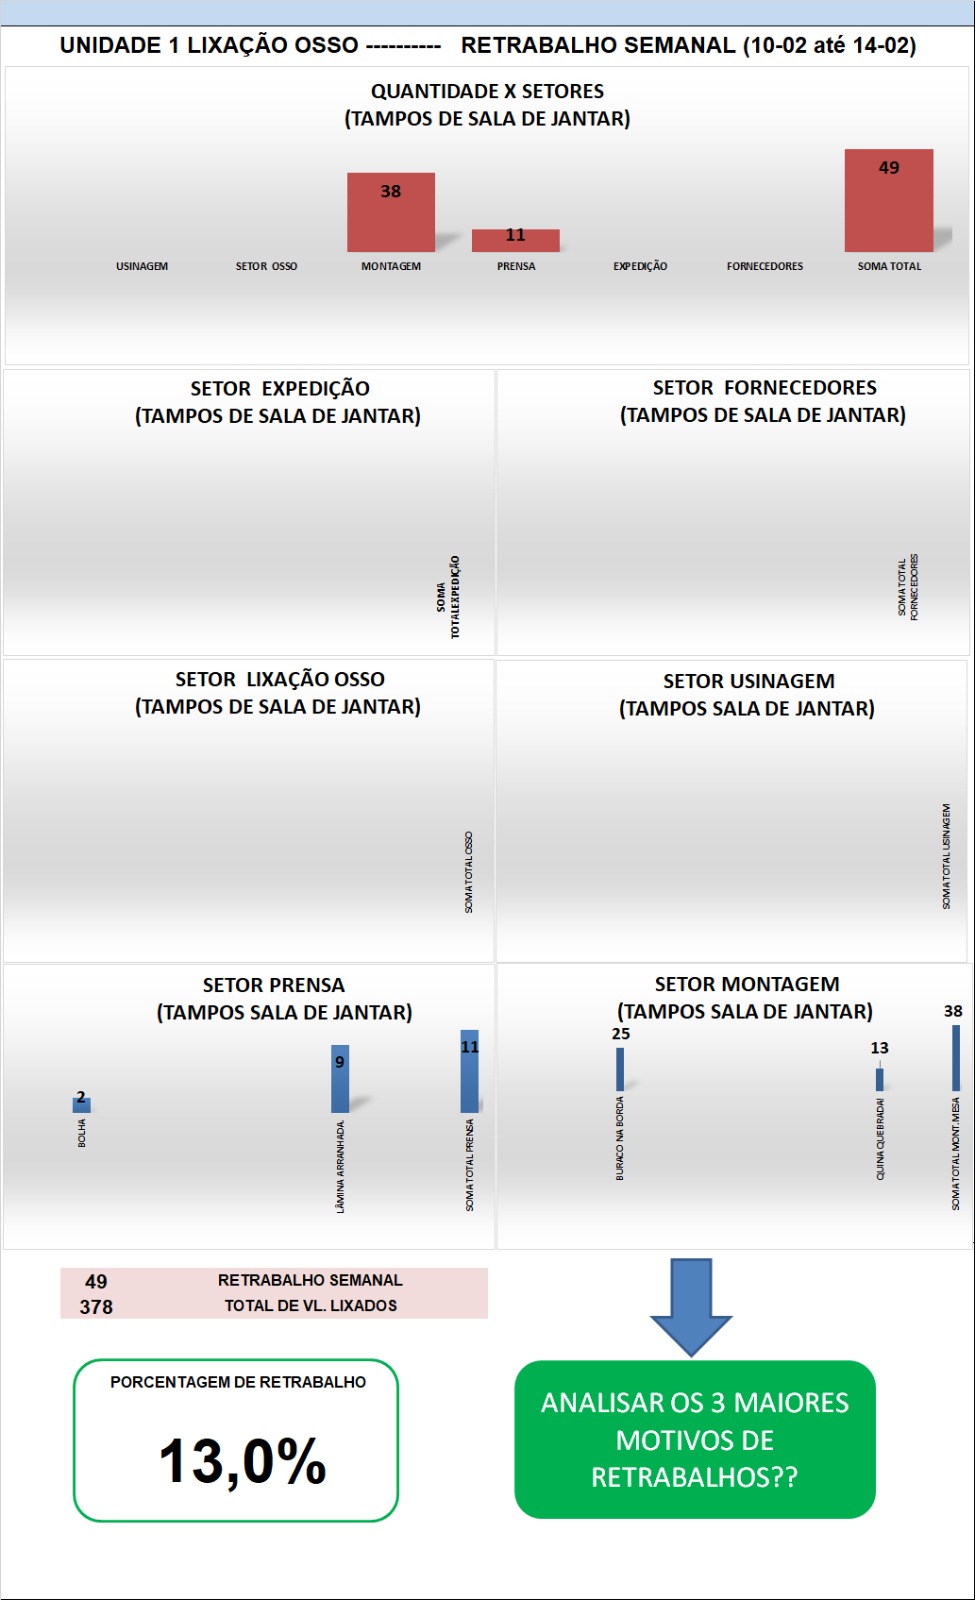 UNIDADE 1 LIXAÇÃO OSSO ---------- RETRABALHO SEMANAL (10-02 até 14-02)
QUANTIDADE X SETORES
(TAMPOS DE SALA DE JANTAR)
38
11
49
USINAGEM
SETOR OSSO
MONTAGEM
PRENSA
EXPEDIÇÃO
FORNECEDORES
SOMA TOTAL
SETOR EXPEDIÇÃO
(TAMPOS DE SALA DE JANTAR)
SOMA
TOTALEXPEDIÇÃO
SETOR FORNECEDORES
(TAMPOS DE SALA DE JANTAR)
SOMA TOTAL
FORNECEDORES
SETOR LIXAÇÃO OSSO
(TAMPOS DE SALA DE JANTAR)
SOMA TOTAL OSSO
SETOR USINAGEM
(TAMPOS SALA DE JANTAR)
SOMA TOTAL USINAGEM
SETOR PRENSA
(TAMPOS SALA DE JANTAR)
2
9
11
BOLHA
LÂMINA ARRANHADA.
SOMA TOTAL PRENSA
SETOR MONTAGEM
(TAMPOS SALA DE JANTAR)
25
13
38
BURACO NA BORDA
QUINA QUEBRADA!
SOMA TOTAL MONT.MESA
49 RETRABALHO SEMANAL
378 TOTAL DE VL. LIXADOS
PORCENTAGEM DE RETRABALHO
13,0%
ANALISAR OS 3 MAIORES
MOTIVOS DE
RETRABALHOS??